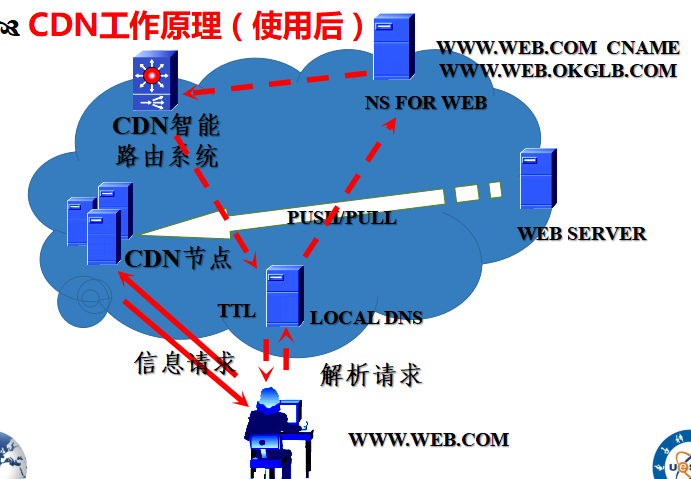 CDN工作原理（使用后）
WWW.WEB.COM CNAME
WWW.WEB.OKGLB.COM
NS FOR WEB
CDN智能
路由系统
PUSH/PULL
WEB SERVER
CDN节点
TTL
LOCAL DNS
信息请求
解析请求
WWW.WEB.COM